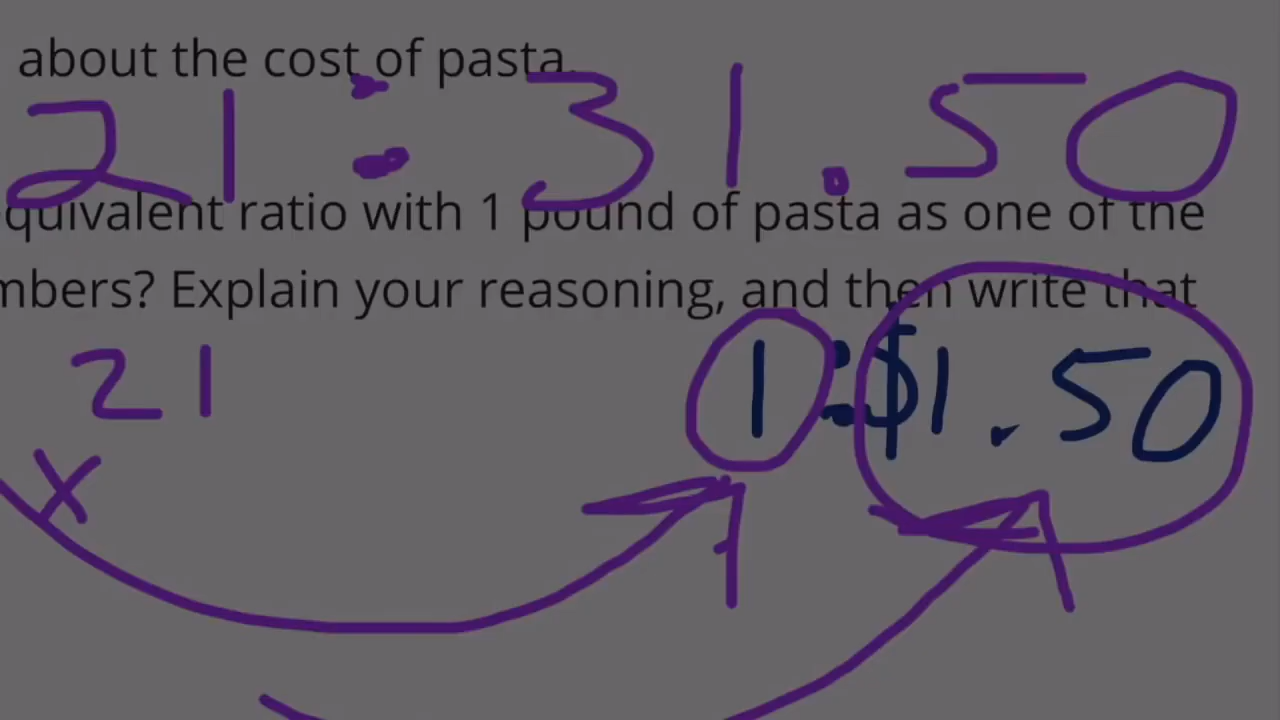 about the cost of pasta.
21 : 31.50
equivalent ratio with 1 pound of pasta as one of the
mbers? Explain your reasoning, and then write that
21
1 : $1.50
x